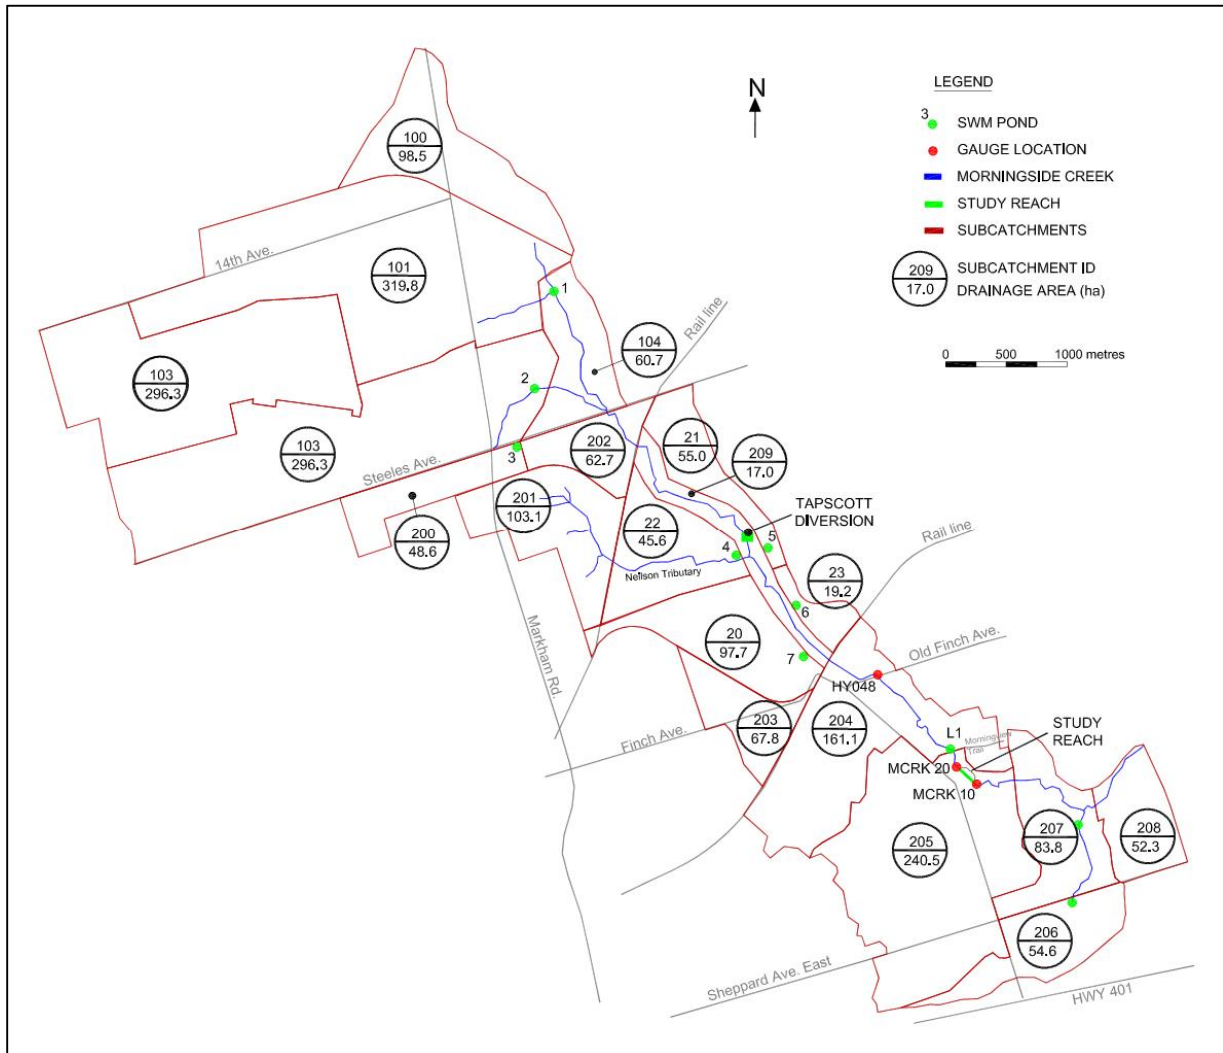 N
LEGEND
3
SWM POND
GAUGE LOCATION
MORNINGSIDE CREEK
STUDY REACH
SUBCATCHMENTS
209
17.0
SUBCATCHMENT ID
DRAINAGE AREA (ha)
0 500 1000 metres
100
98.5
14th Ave.
101
319.8
1
Rail line
104
60.7
103
296.3
2
103
296.3
Steeles Ave.
3
202
62.7
21
55.0
209
17.0
TAPSCOTT
DIVERSION
201
103.1
200
48.6
22
45.6
4
5
Neilson Tributary
Rail line
23
19.2
6
Markham Rd.
20
97.7
7
Old Finch Ave.
HY048
203
67.8
204
161.1
Finch Ave.
L1
Morningview
Trail
STUDY
REACH
MCRK 20
MCRK 10
205
240.5
207
83.8
208
52.3
206
54.6
Sheppard Ave. East
HWY 401